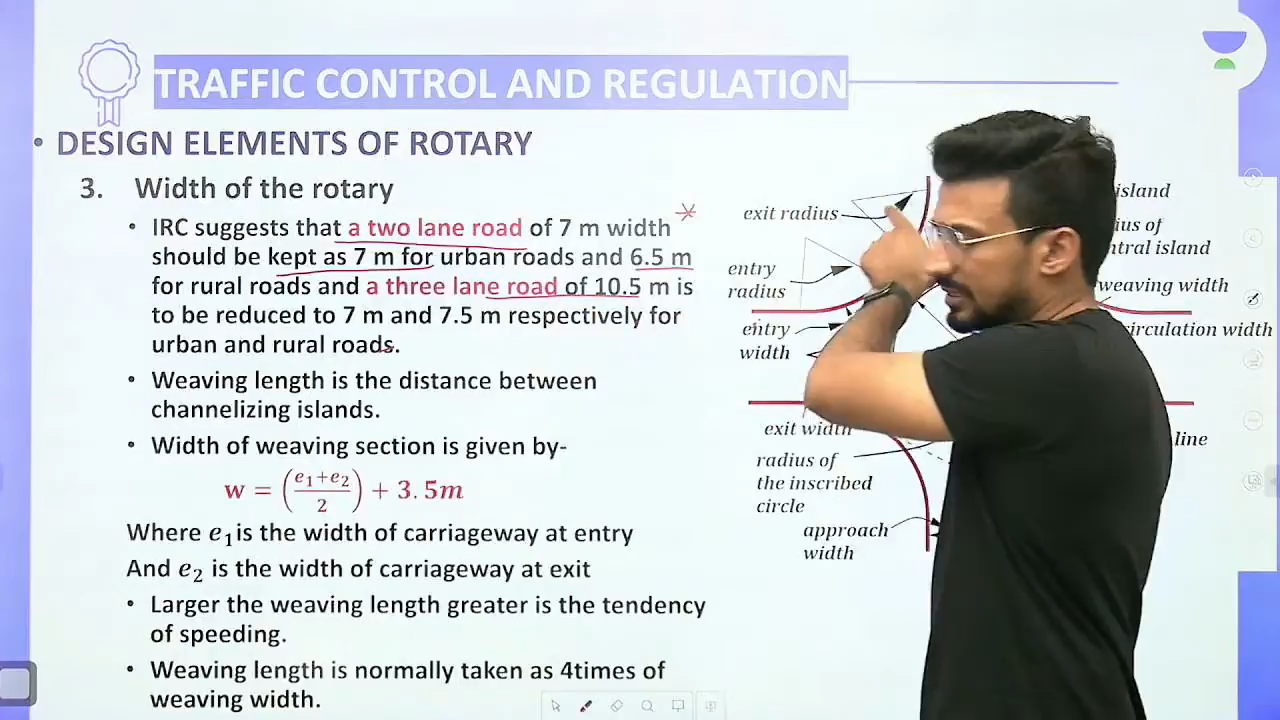 TRAFFIC CONTROL AND REGULATION
• DESIGN ELEMENTS OF ROTARY
3. Width of the rotary
• IRC suggests that a two lane road of 7 m width
should be kept as 7 m for urban roads and 6.5 m
for rural roads and a three lane road of 10.5 m is
to be reduced to 7 m and 7.5 m respectively for
urban and rural roads.
• Weaving length is the distance between
channelizing islands.
• Width of weaving section is given by-
w = (e₁+e₂/2) + 3.5m
Where e₁is the width of carriageway at entry
And e₂ is the width of carriageway at exit
• Larger the weaving length greater is the tendency
of speeding.
• Weaving length is normally taken as 4times of
weaving width.
exit radius
entry
radius
entry
width
exit width
radius of
the inscribed
circle
approach
width
island
of
island
weaving width
circulation width
line